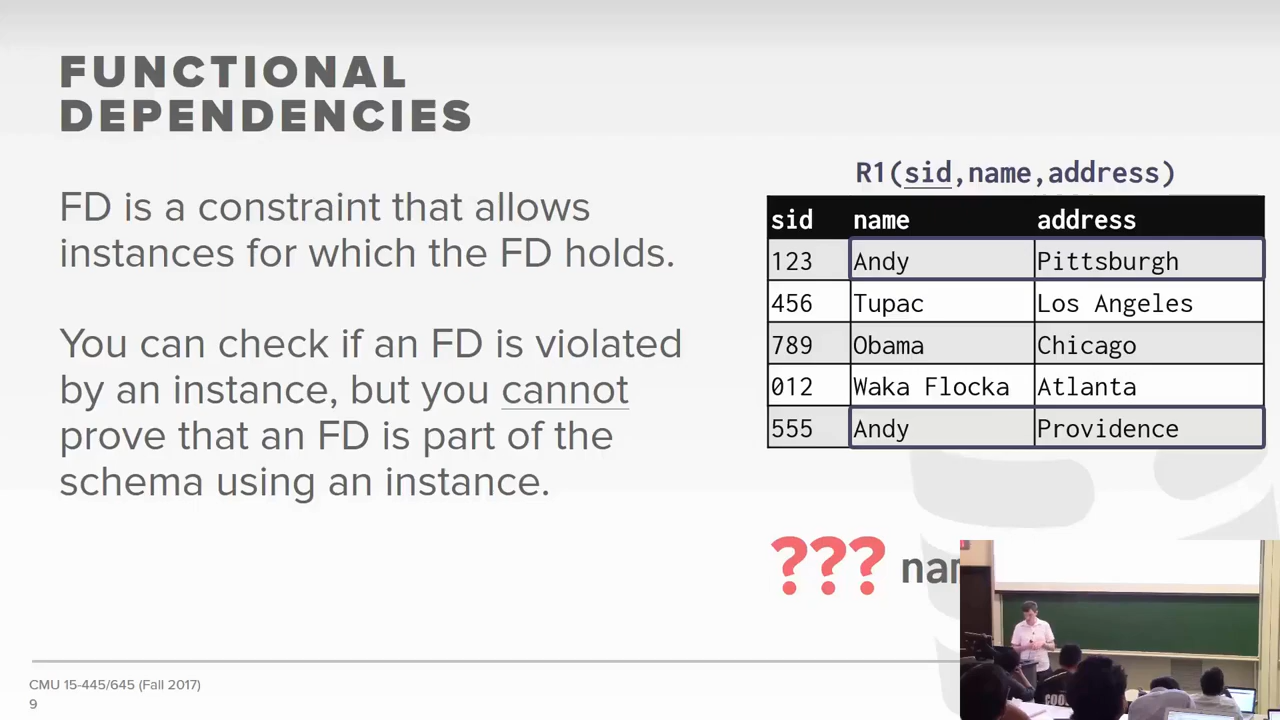 FUNCTIONAL
DEPENDENCIES
FD is a constraint that allows
instances for which the FD holds.
You can check if an FD is violated
by an instance, but you cannot
prove that an FD is part of the
schema using an instance.
R1(sid,name,address)
sid name address
123 Andy Pittsburgh
456 Tupac Los Angeles
789 Obama Chicago
012 Waka Flocka Atlanta
555 Andy Providence
???
CMU 15-445/645 (Fall 2017)
9